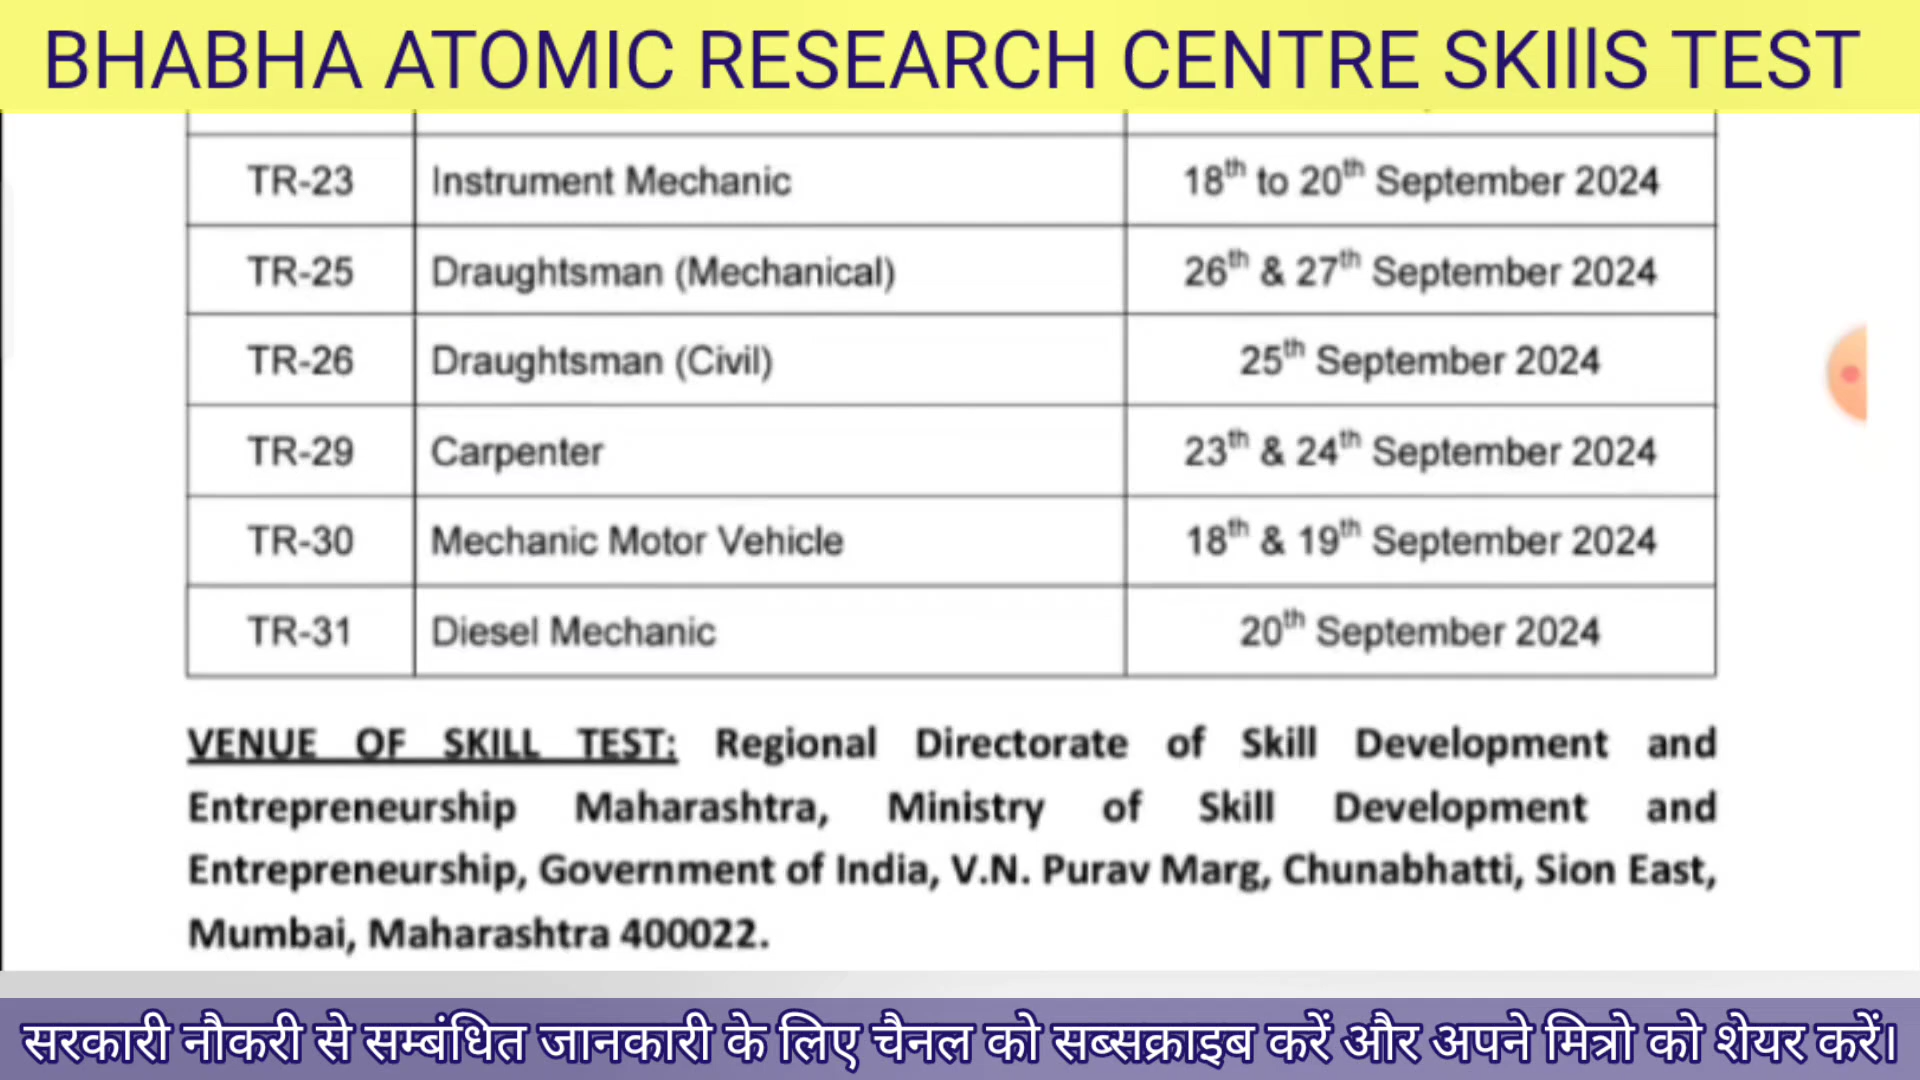 BHABHA ATOMIC RESEARCH CENTRE SKIllS TEST
TR-23 Instrument Mechanic 18th to 20th September 2024
TR-25 Draughtsman (Mechanical) 26th & 27th September 2024
TR-26 Draughtsman (Civil) 25th September 2024
TR-29 Carpenter 23th & 24th September 2024
TR-30 Mechanic Motor Vehicle 18th & 19th September 2024
TR-31 Diesel Mechanic 20th September 2024
VENUE OF SKILL TEST: Regional Directorate of Skill Development and
Entrepreneurship Maharashtra, Ministry of Skill Development and
Entrepreneurship, Government of India, V.N. Purav Marg, Chunabhatti, Sion East,
Mumbai, Maharashtra 400022.
सरकारी नौकरी से सम्बंधित जानकारी के लिए चैनल को सब्सक्राइब करें और अपने मित्रो को शेयर करें।